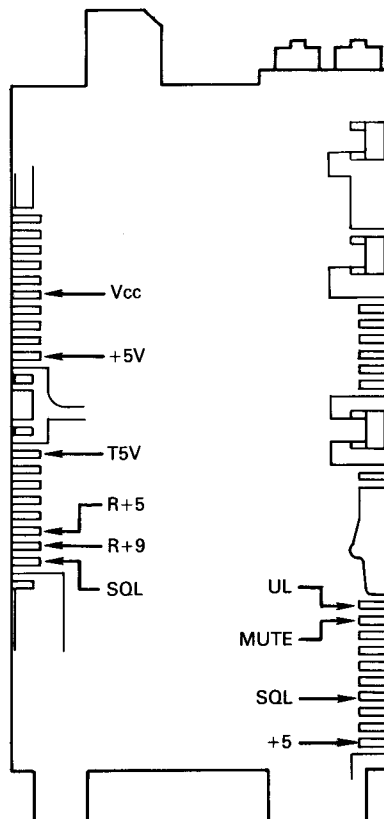 Vcc
+5V
T5V
R+5
R+9
SQL
UL
MUTE
SQL
+5